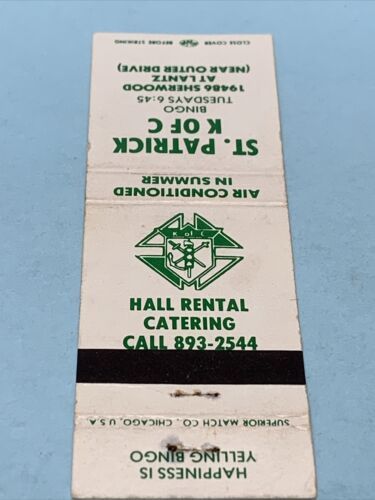 CLOSE COVER BEFORE STRIKING
ST. PATRICK
K OF C
BINGO
TUESDAYS 6:45
19486 SHERWOOD
AT LANTZ
(NEAR OUTER DRIVE)
AIR CONDITIONED
IN SUMMER
K of C
HALL RENTAL
CATERING
CALL 893-2544
SUPERIOR MATCH CO., CHICAGO, U.S.A.
HAPPINESS IS
YELLING BINGO